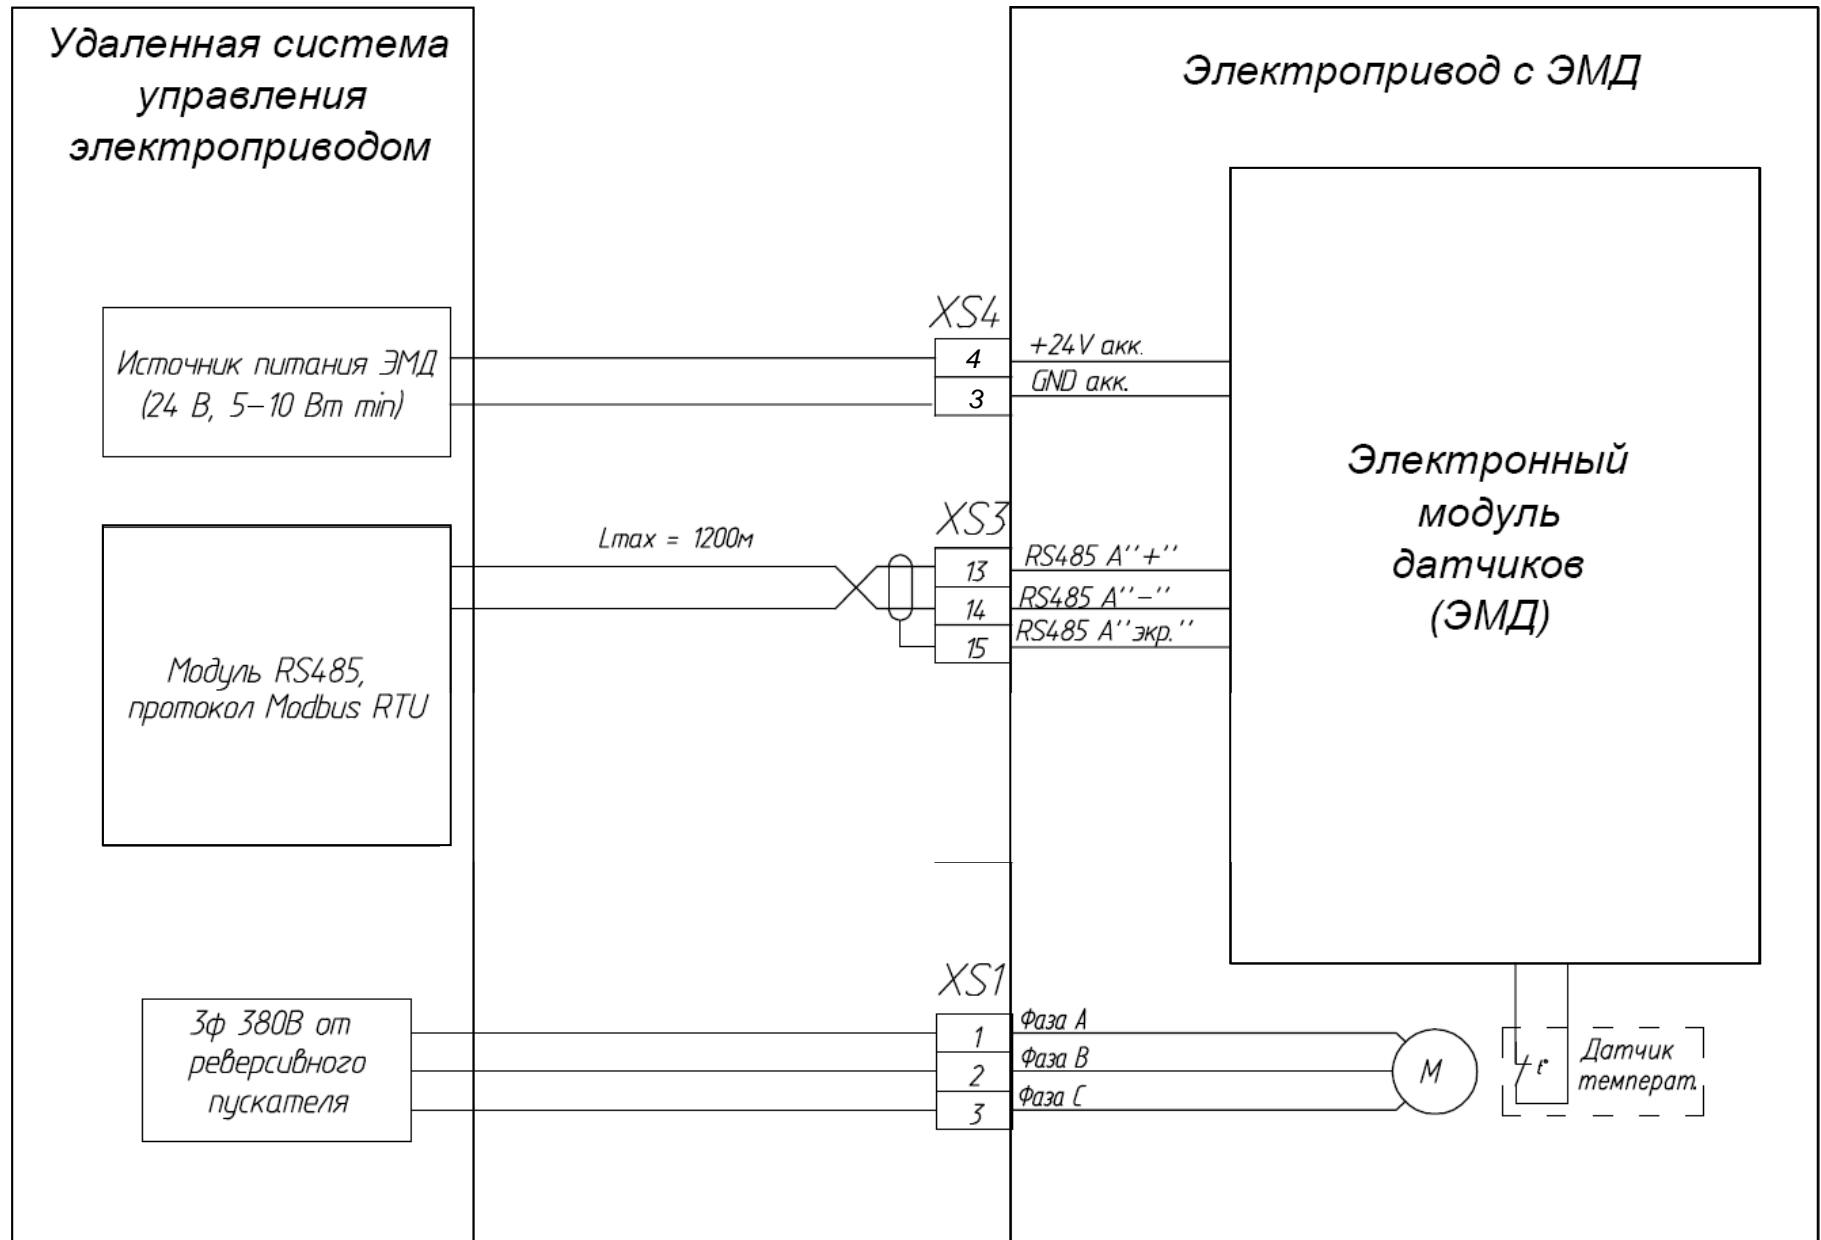 Удаленная система
управления
электроприводом
Электропривод с ЭМД
Источник питания ЭМД
(24 В, 5–10 Вт min)
XS4
4
3
+24V акк.
GND акк.
Электронный
модуль
датчиков
(ЭМД)
Lmax = 1200м
XS3
13
14
15
RS485 A''+''
RS485 A''–''
RS485 A''экр.''
Модуль RS485,
протокол Modbus RTU
3ф 380В от
реверсивного
пускателя
XS1
1
2
3
Фаза А
Фаза В
Фаза С
М
t°
Датчик
температ.